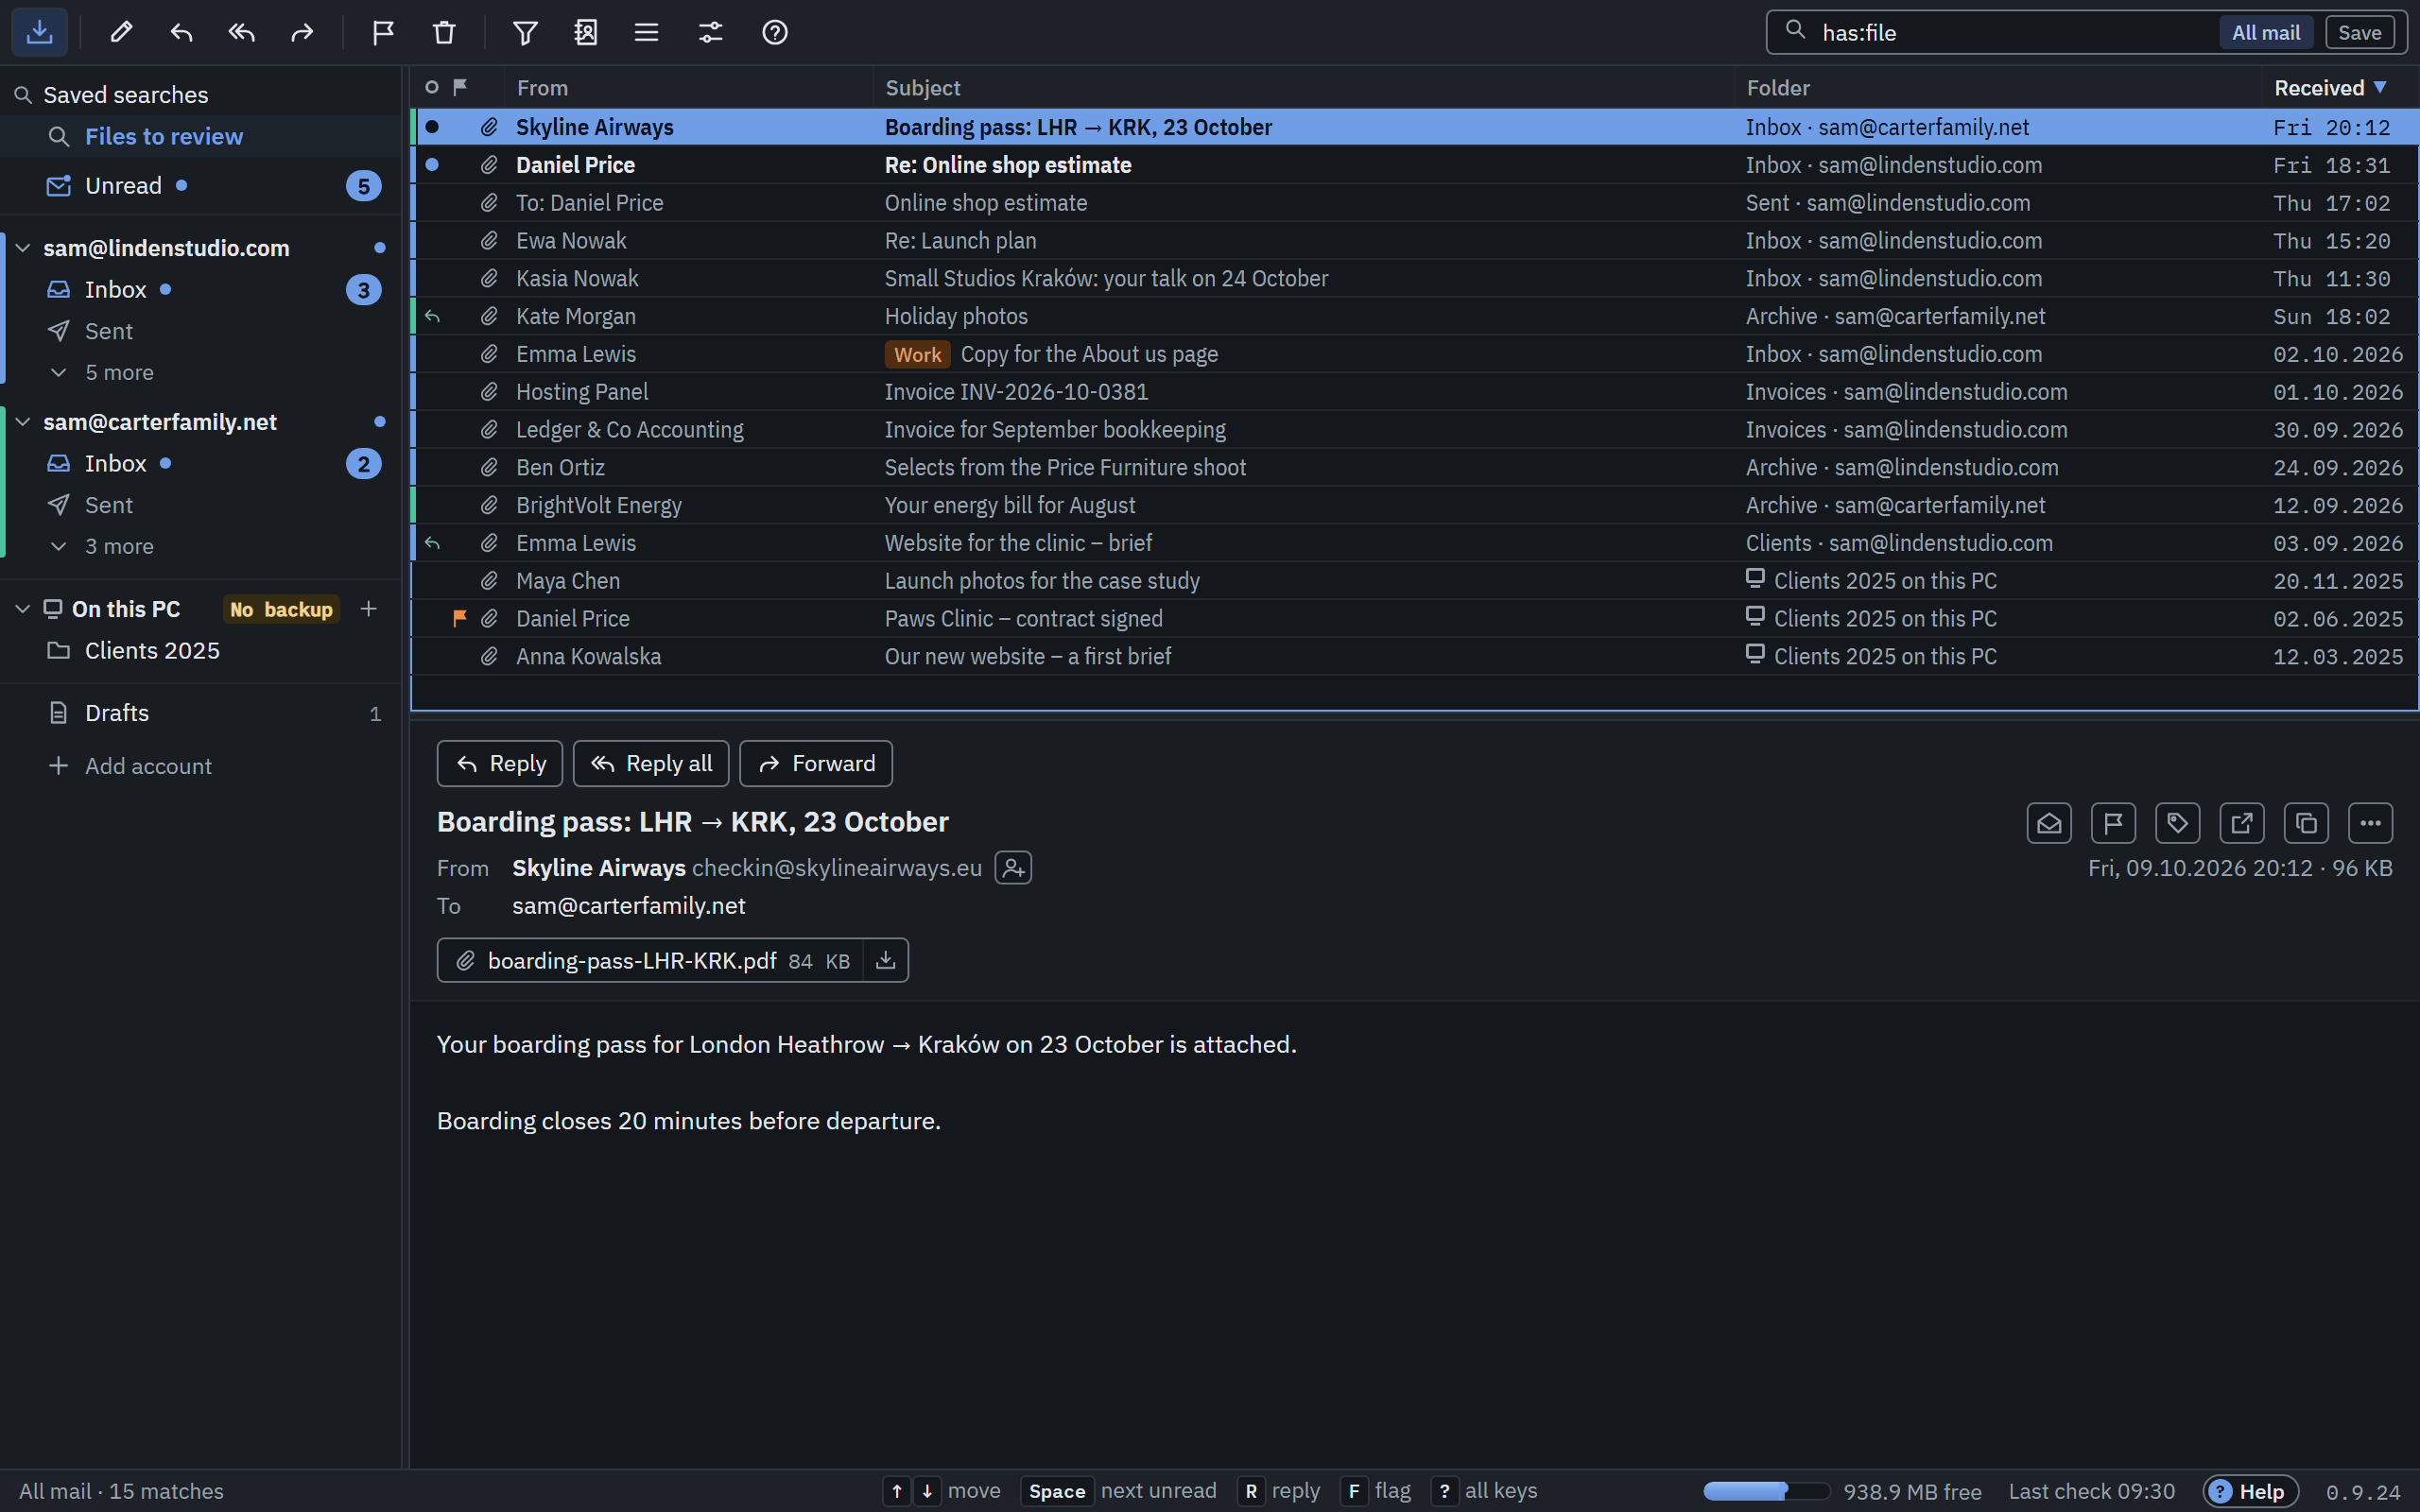 has:file All mail Save
Saved searches
Files to review
Unread 5
sam@lindenstudio.com
Inbox 3
Sent
5 more
sam@carterfamily.net
Inbox 2
Sent
3 more
On this PC No backup
Clients 2025
Drafts 1
Add account
From Subject Folder Received
Skyline Airways Boarding pass: LHR → KRK, 23 October Inbox · sam@carterfamily.net Fri 20:12
Daniel Price Re: Online shop estimate Inbox · sam@lindenstudio.com Fri 18:31
To: Daniel Price Online shop estimate Sent · sam@lindenstudio.com Thu 17:02
Ewa Nowak Re: Launch plan Inbox · sam@lindenstudio.com Thu 15:20
Kasia Nowak Small Studios Kraków: your talk on 24 October Inbox · sam@lindenstudio.com Thu 11:30
Kate Morgan Holiday photos Archive · sam@carterfamily.net Sun 18:02
Emma Lewis Work Copy for the About us page Inbox · sam@lindenstudio.com 02.10.2026
Hosting Panel Invoice INV-2026-10-0381 Invoices · sam@lindenstudio.com 01.10.2026
Ledger & Co Accounting Invoice for September bookkeeping Invoices · sam@lindenstudio.com 30.09.2026
Ben Ortiz Selects from the Price Furniture shoot Archive · sam@lindenstudio.com 24.09.2026
BrightVolt Energy Your energy bill for August Archive · sam@carterfamily.net 12.09.2026
Emma Lewis Website for the clinic – brief Clients · sam@lindenstudio.com 03.09.2026
Maya Chen Launch photos for the case study Clients 2025 on this PC 20.11.2025
Daniel Price Paws Clinic – contract signed Clients 2025 on this PC 02.06.2025
Anna Kowalska Our new website – a first brief Clients 2025 on this PC 12.03.2025
Reply Reply all Forward
Boarding pass: LHR → KRK, 23 October
From Skyline Airways checkin@skylineairways.eu Fri, 09.10.2026 20:12 · 96 KB
To sam@carterfamily.net
boarding-pass-LHR-KRK.pdf 84 KB
Your boarding pass for London Heathrow → Kraków on 23 October is attached.
Boarding closes 20 minutes before departure.
All mail · 15 matches ↑ ↓ move Space next unread R reply F flag ? all keys 938.9 MB free Last check 09:30 ? Help 0.9.24